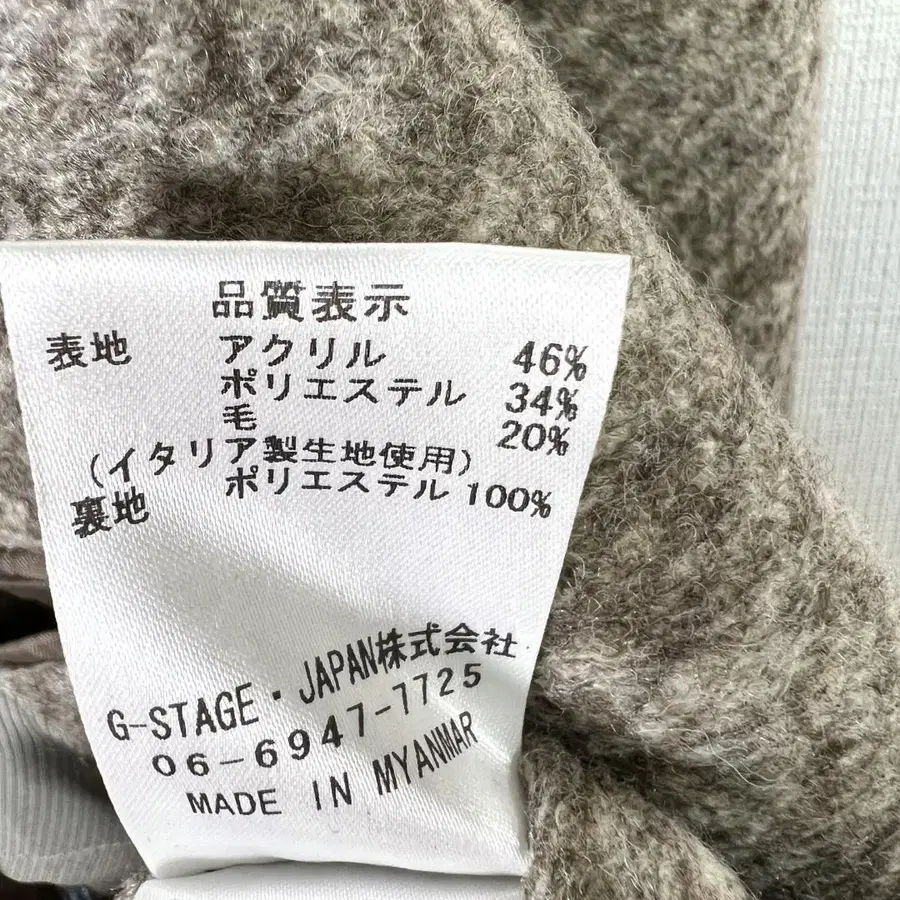 品質表示
表地 アクリル 46%
ポリエステル 34%
毛 20%
(イタリア製生地使用)
裏地 ポリエステル 100%
G-STAGE・JAPAN株式会社
06-6947-7725
MADE IN MYANMAR